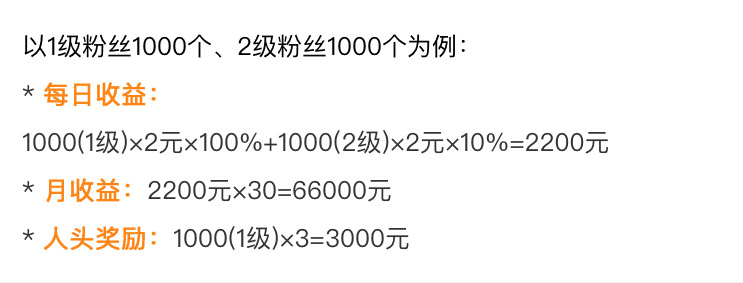 以1级粉丝1000个、2级粉丝1000个为例：
* 每日收益：
1000(1级)×2元×100%+1000(2级)×2元×10%=2200元
* 月收益：2200元×30=66000元
* 人头奖励：1000(1级)×3=3000元